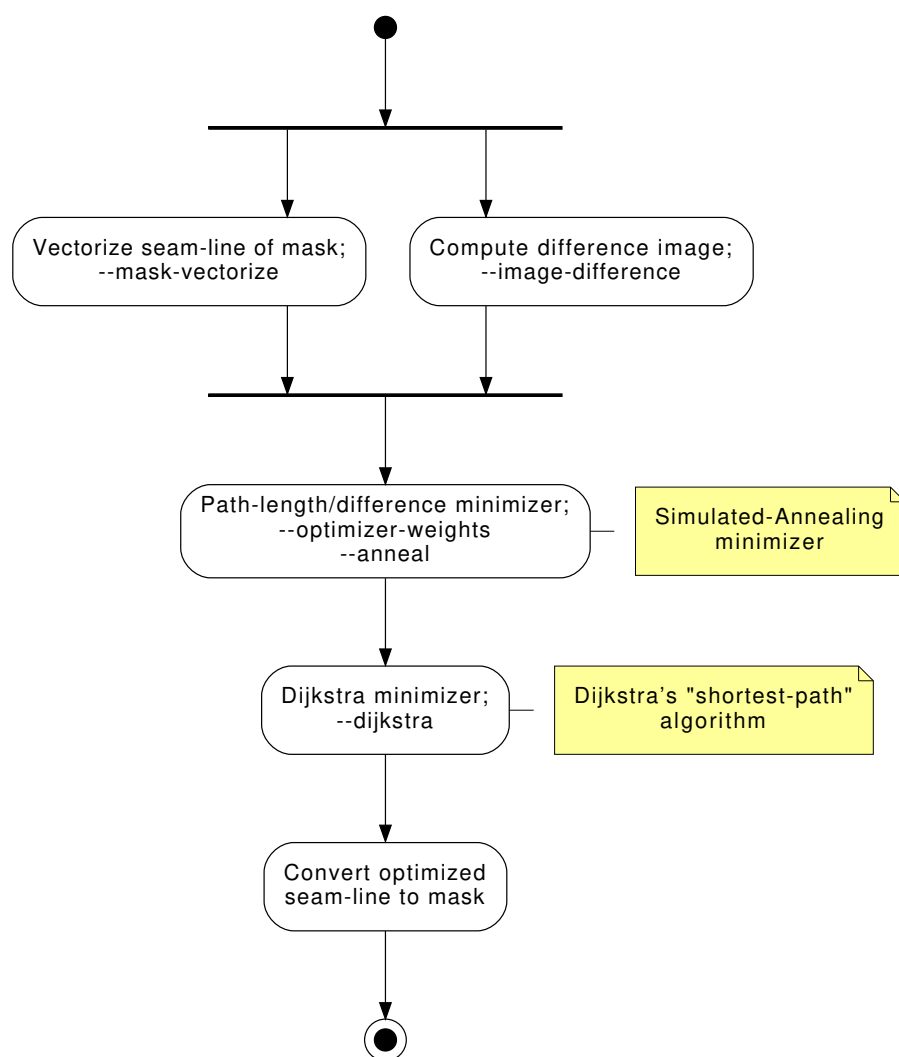 Vectorize seam-line of mask;
--mask-vectorize
Compute difference image;
--image-difference
Path-length/difference minimizer;
--optimizer-weights
--anneal
Simulated-Annealing
minimizer
Dijkstra minimizer;
--dijkstra
Dijkstra's "shortest-path"
algorithm
Convert optimized
seam-line to mask